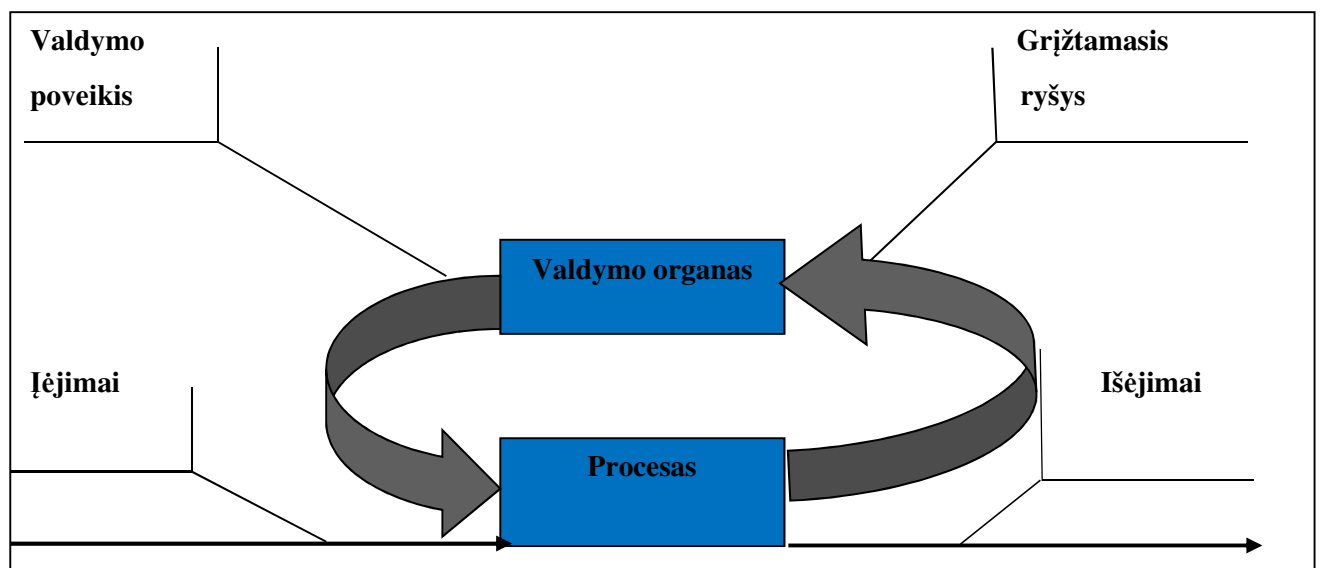 Valdymo
poveikis
Grįžtamasis
ryšys
Valdymo organas
Įėjimai
Išėjimai
Procesas